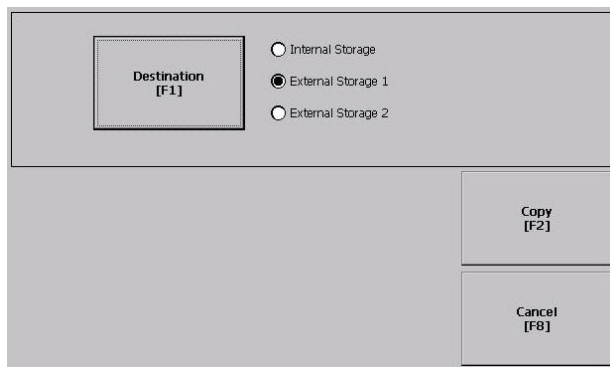 Destination
[F1]
Internal Storage
External Storage 1
External Storage 2
Copy
[F2]
Cancel
[F8]